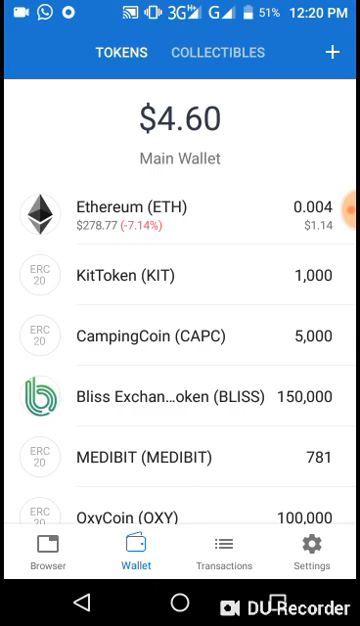 3G H+ G 51% 12:20 PM
TOKENS COLLECTIBLES +
$4.60
Main Wallet
Ethereum (ETH) 0.004
$278.77 (-7.14%) $1.14
ERC
20
KitToken (KIT) 1,000
ERC
20
CampingCoin (CAPC) 5,000
Bliss Exchan...oken (BLISS) 150,000
ERC
20
MEDIBIT (MEDIBIT) 781
ERC
20
OxyCoin (OXY) 100,000
Browser Wallet Transactions Settings
DU Recorder